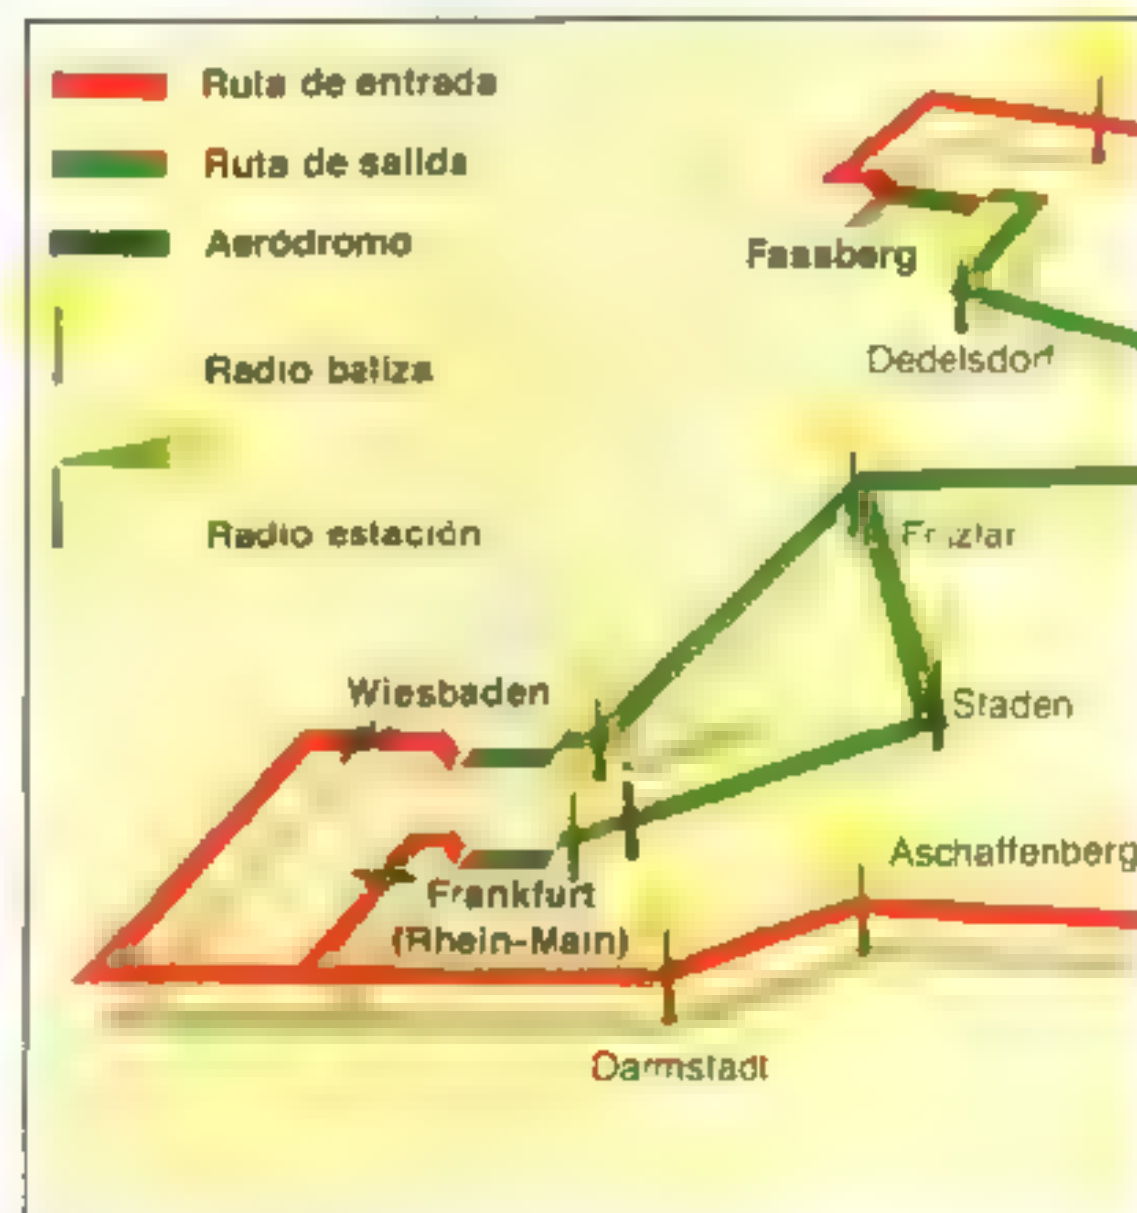 Ruta de entrada
Ruta de salida
Aeródromo
Radio baliza
Radio estación
Fassberg
Dedelsdorf
Fritzlar
Wiesbaden
Staden
Aschaffenberg
Frankfurt
(Rhein-Main)
Darmstadt